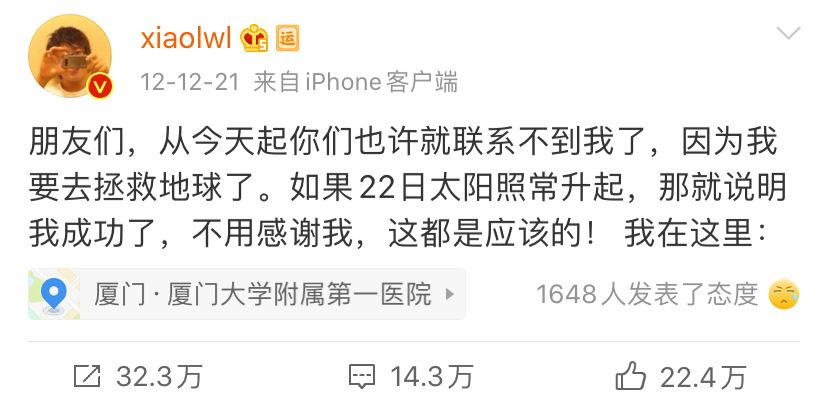 xiaolwl 5 运
12-12-21 来自iPhone客户端
朋友们，从今天起你们也许就联系不到我了，因为我
要去拯救地球了。如果22日太阳照常升起，那就说明
我成功了，不用感谢我，这都是应该的！ 我在这里：
厦门·厦门大学附属第一医院 1648人发表了态度
32.3万 14.3万 22.4万